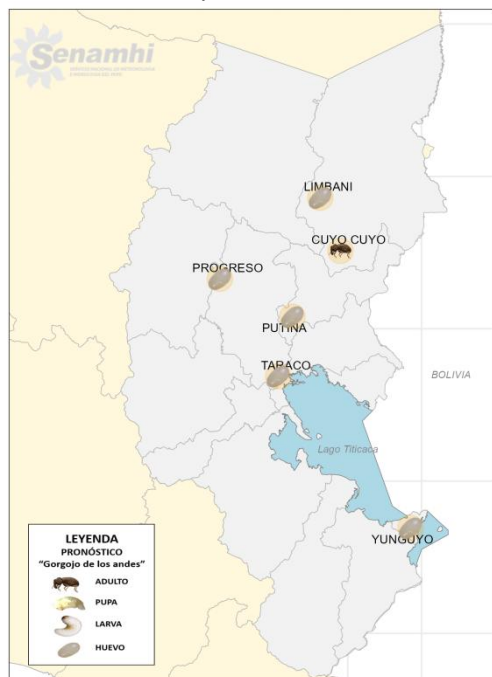 Senamhi
LIMBANI
CUYO CUYO
PROGRESO
PUTINA
TARACO
BOLIVIA
Lago Titicaca
YUNGUYO
LEYENDA
PRONÓSTICO
"Gorgojo de los andes"
ADULTO
PUPA
LARVA
HUEVO